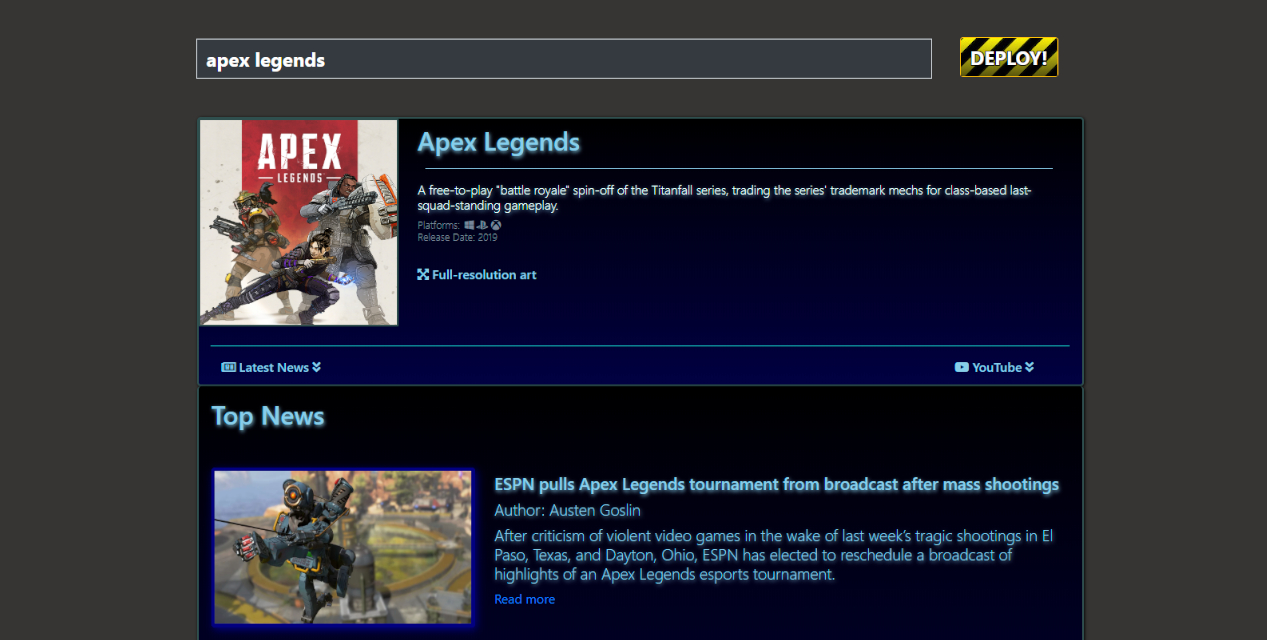 apex legends
DEPLOY!
APEX
LEGENDS
Apex Legends
A free-to-play "battle royale" spin-off of the Titanfall series, trading the series' trademark mechs for class-based last-
squad-standing gameplay.
Platforms:
Release Date: 2019
Full-resolution art
Latest News
YouTube
Top News
ESPN pulls Apex Legends tournament from broadcast after mass shootings
Author: Austen Goslin
After criticism of violent video games in the wake of last week’s tragic shootings in El
Paso, Texas, and Dayton, Ohio, ESPN has elected to reschedule a broadcast of
highlights of an Apex Legends esports tournament.
Read more